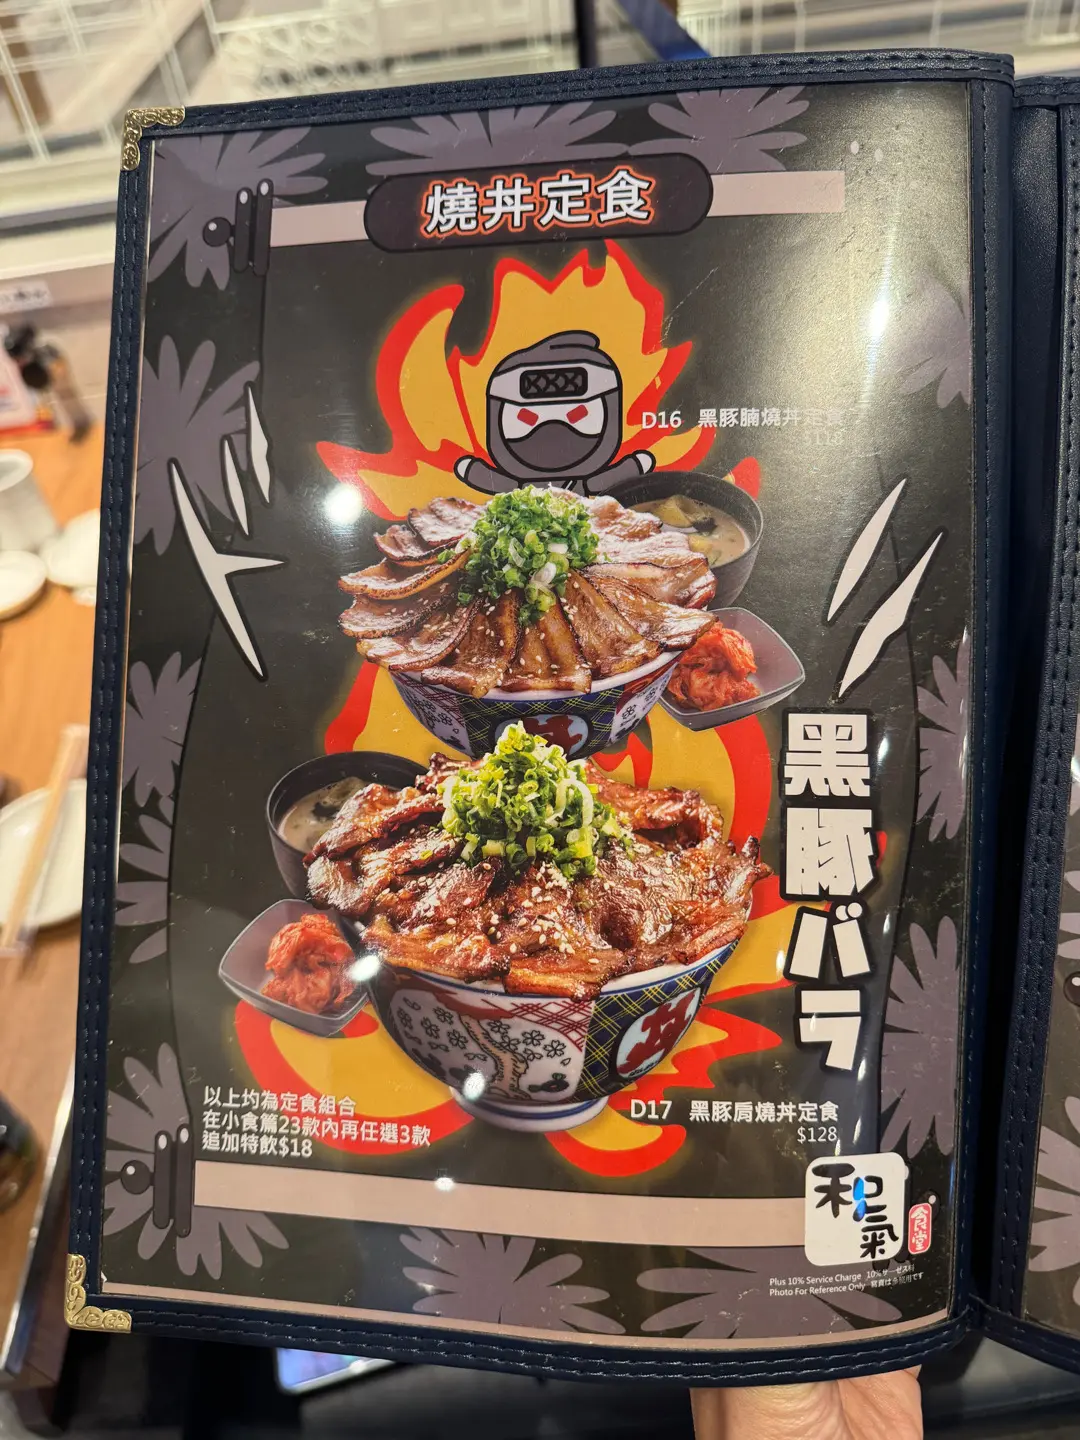 燒丼定食
D16 黑豚腩燒丼定食
黑豚バラ
以上均為定食組合
在小食篇23款內再任選3款
追加特飲$18
D17 黑豚肩燒丼定食
$128
和氣
食堂
Plus 10% Service Charge
Photo For Reference Only